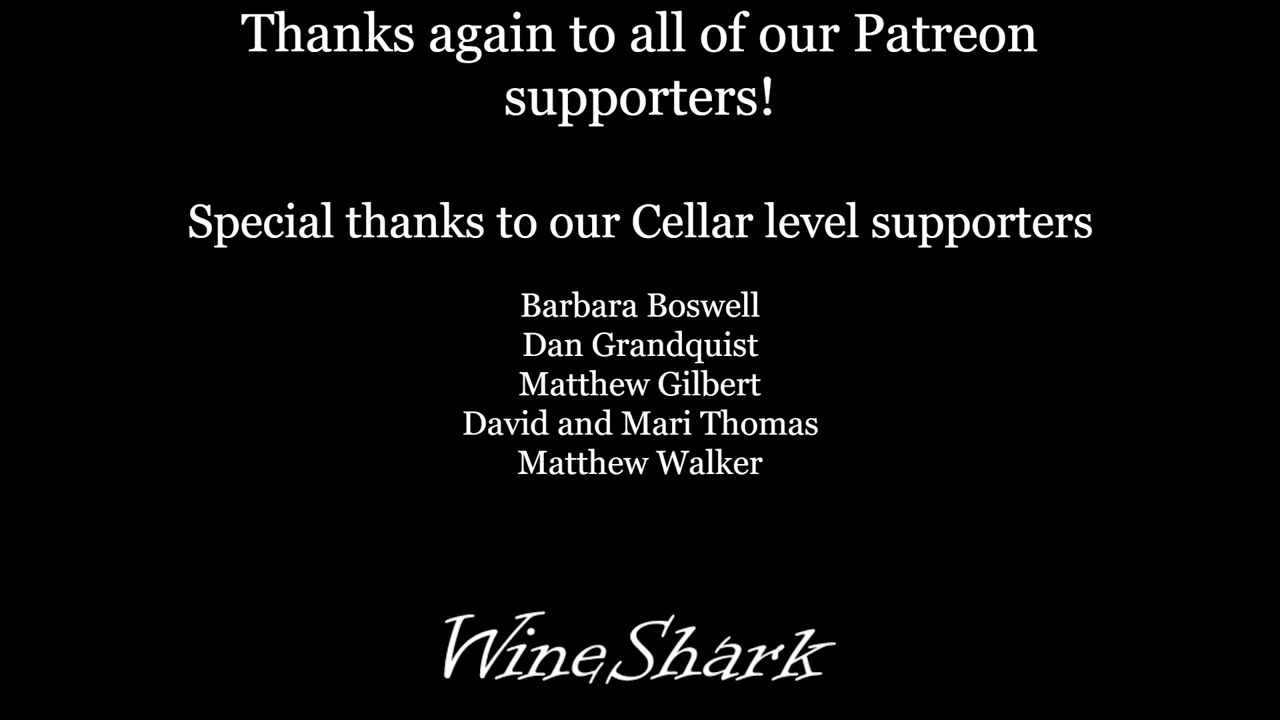 Thanks again to all of our Patreon
supporters!
Special thanks to our Cellar level supporters
Barbara Boswell
Dan Grandquist
Matthew Gilbert
David and Mari Thomas
Matthew Walker
WineShark